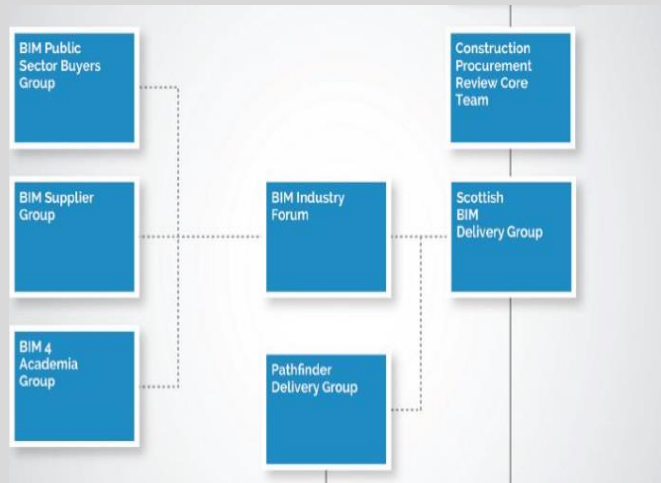 BIM Public
Sector Buyers
Group
Construction
Procurement
Review Core
Team
BIM Supplier
Group
BIM Industry
Forum
Scottish
BIM
Delivery Group
BIM 4
Academia
Group
Pathfinder
Delivery Group